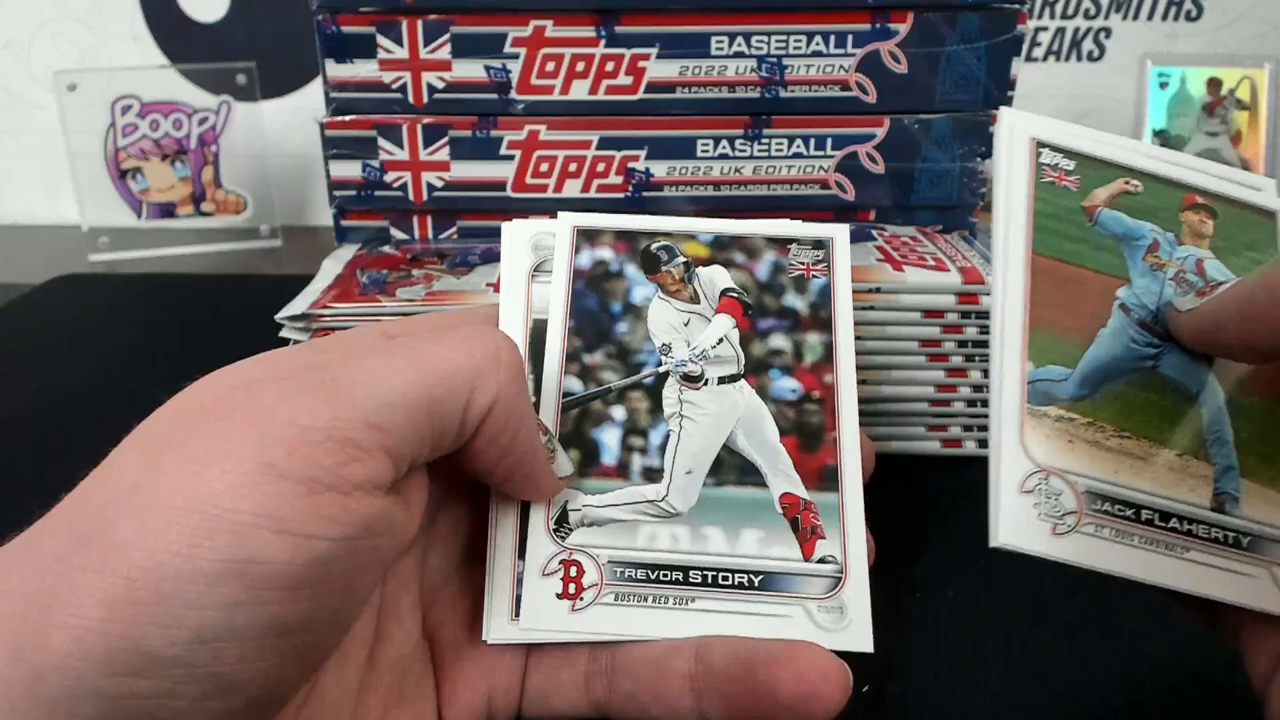 Topps
BASEBALL
2022 UK EDITION
24 PACKS • 10 CARDS PER PACK
Topps
BASEBALL
2022 UK EDITION
24 PACKS • 10 CARDS PER PACK
BOOP!
ARDSMITHS
EAKS
Topps
Topps
TREVOR STORY
BOSTON RED SOX®
Topps
JACK FLAHERTY
ST. LOUIS CARDINALS®